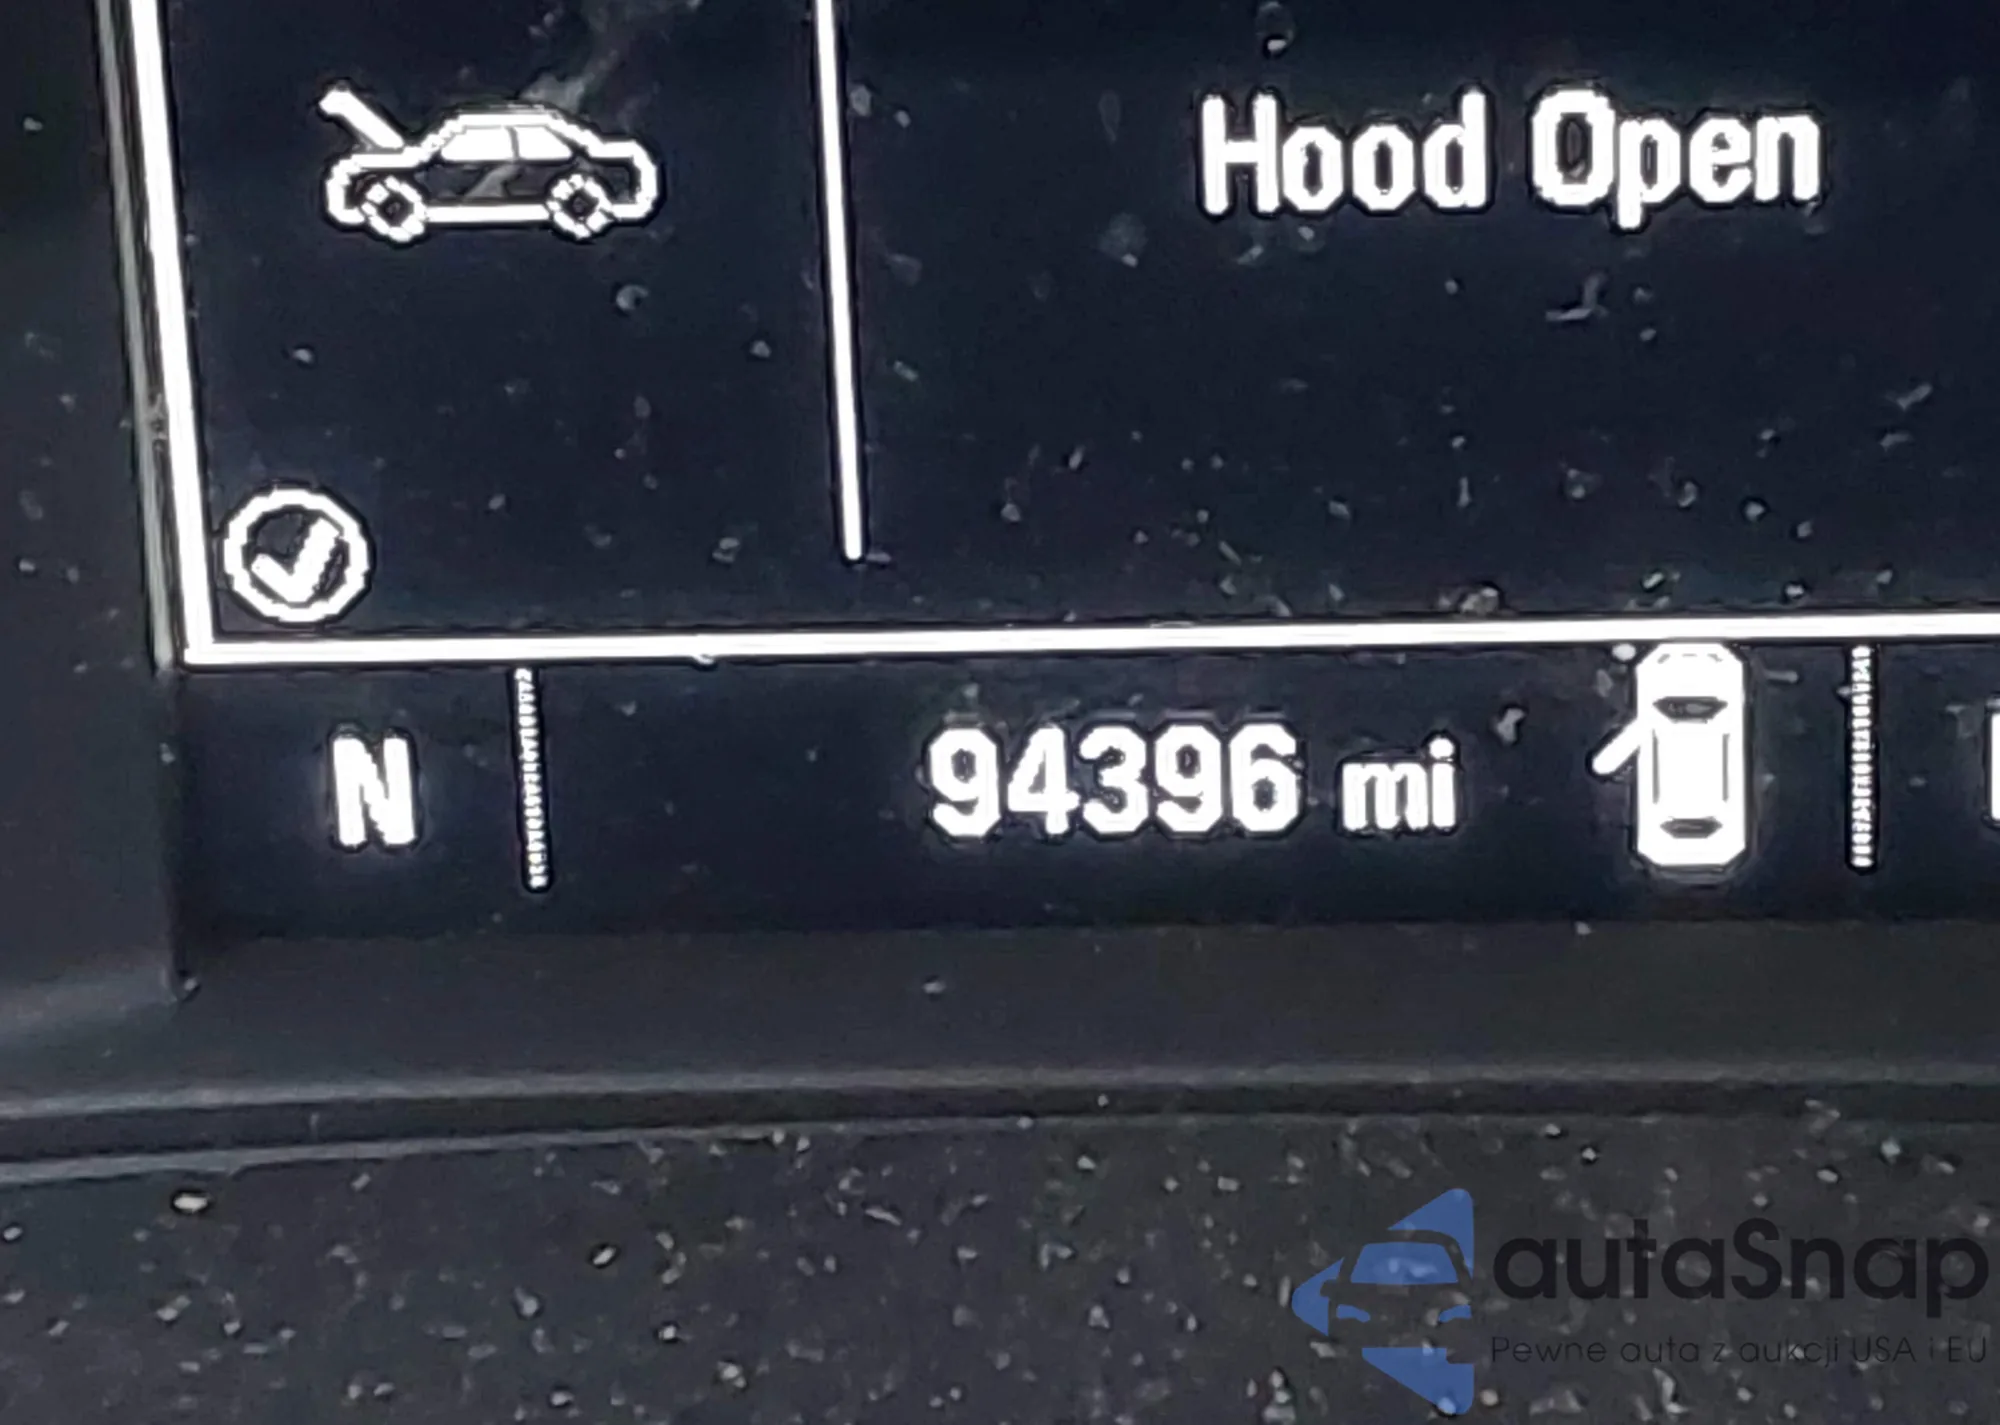 Hood Open
N
94396 mi
autaSnap
Pewne auta z aukcji USA i EU